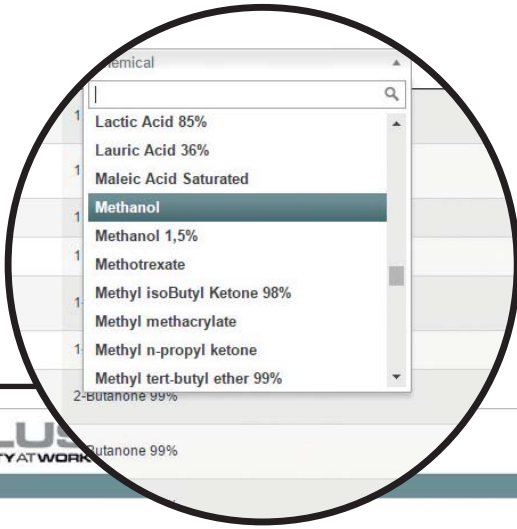 Lactic Acid 85%
Lauric Acid 36%
Maleic Acid Saturated
Methanol
Methanol 1,5%
Methotrexate
Methyl isoButyl Ketone 98%
Methyl methacrylate
Methyl n-propyl ketone
Methyl tert-butyl ether 99%
2-Butanone 99%
Butanone 99%